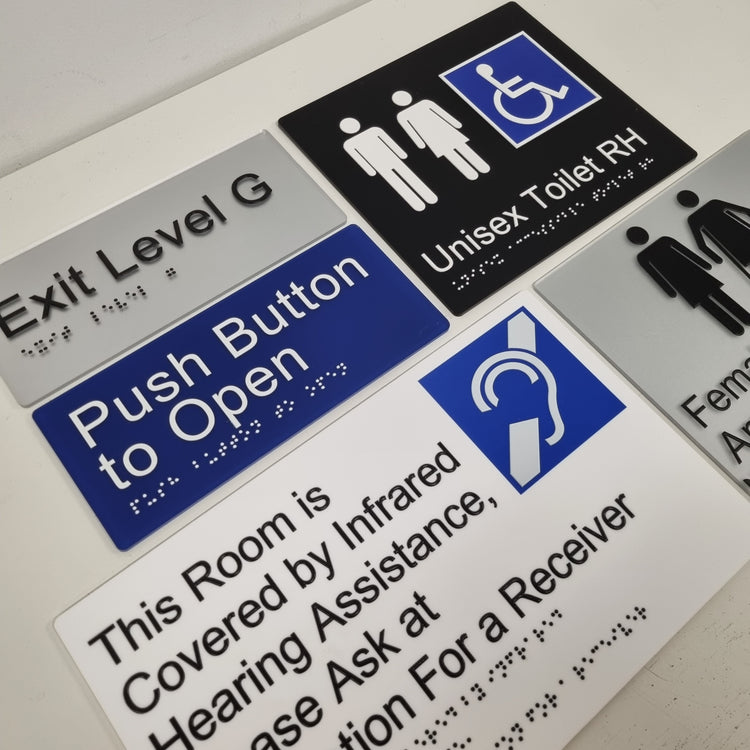 Exit Level G
Push Button
to Open
Unisex Toilet RH
This Room is
Covered by Infrared
Hearing Assistance,
ase Ask at
tion For a Receiver
Fema